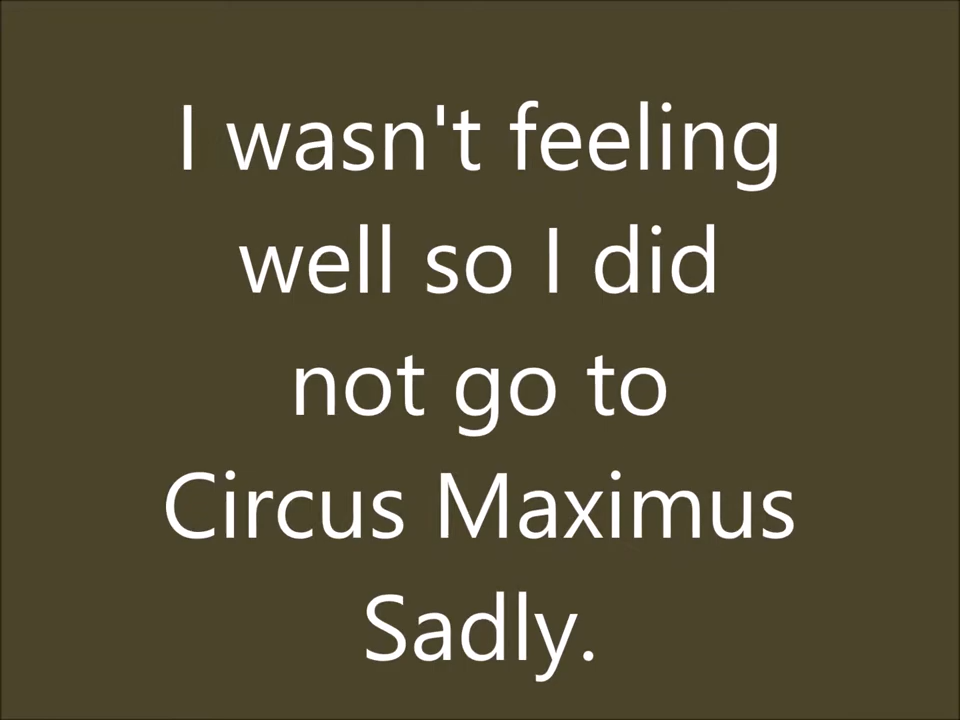 I wasn't feeling
well so I did
not go to
Circus Maximus
Sadly.